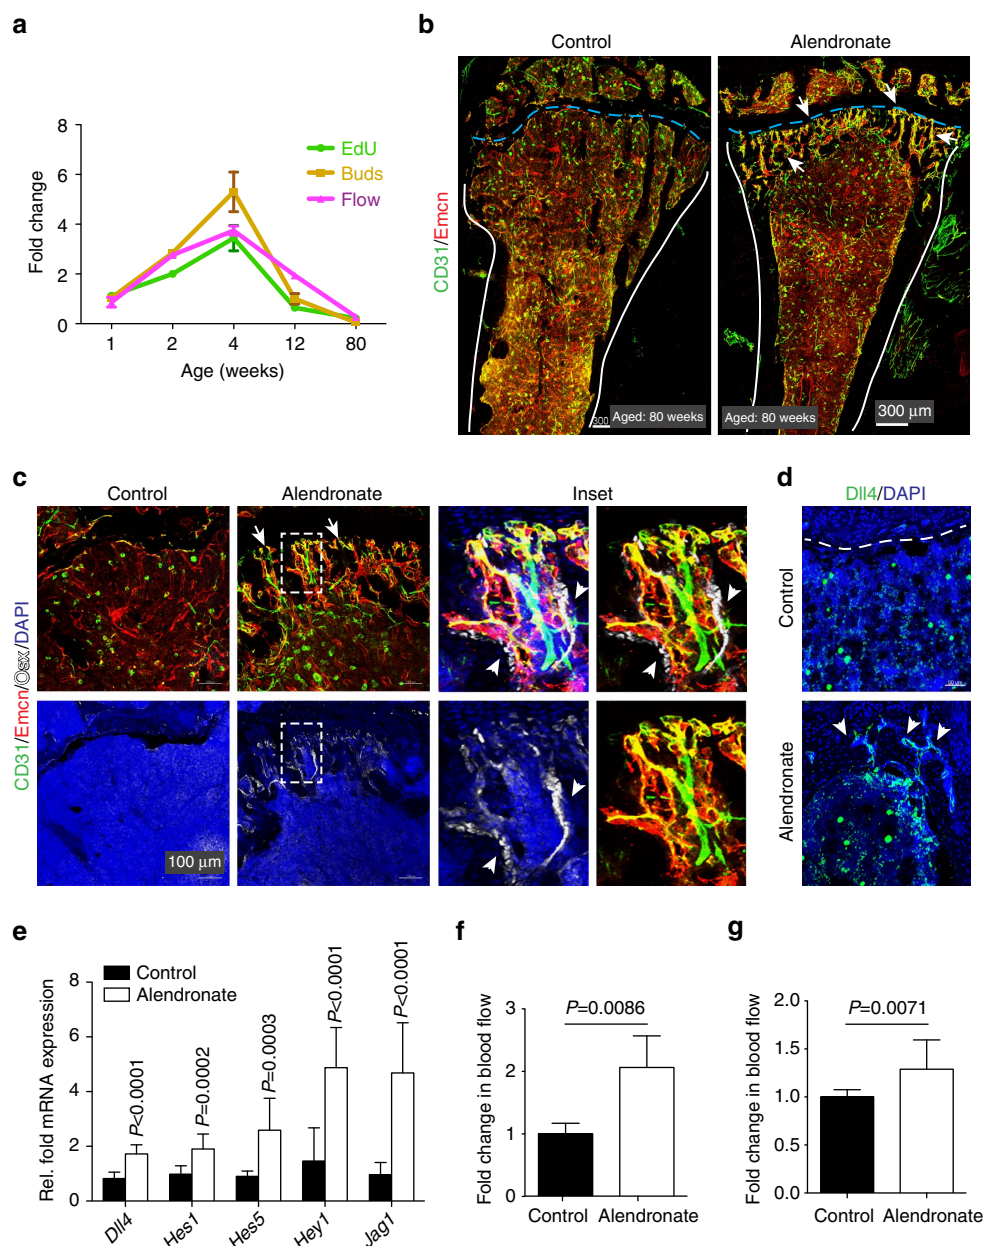 a
8
6
4
2
0
Fold change
EdU
Buds
Flow
1 2 4 12 80
Age (weeks)
b
Control Alendronate
CD31/Emcn
300
Aged: 80 weeks
Aged: 80 weeks
300 μm
c
Control Alendronate Inset
CD31/Emcn/Osx/DAPI
100 μm
d
Dll4/DAPI
Control
50 μm
Alendronate
e
Control
Alendronate
Rel. fold mRNA expression
8
6
4
2
0
P<0.0001
P=0.0002
P=0.0003
P<0.0001
P<0.0001
Dll4 Hes1 Hes5 Hey1 Jag1
f
Fold change in blood flow
3
2
1
0
P=0.0086
Control Alendronate
g
Fold change in blood flow
2.0
1.5
1.0
0.5
0.0
P=0.0071
Control Alendronate